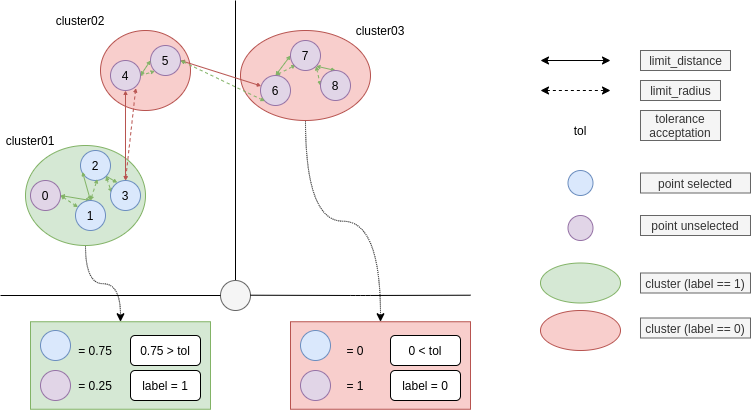 cluster02
cluster03
5
4
7
6
8
cluster01
2
0
3
1
limit_distance
limit_radius
tol
tolerance
acceptation
point selected
point unselected
cluster (label == 1)
cluster (label == 0)
= 0.75
0.75 > tol
= 0.25
label = 1
= 0
0 < tol
= 1
label = 0